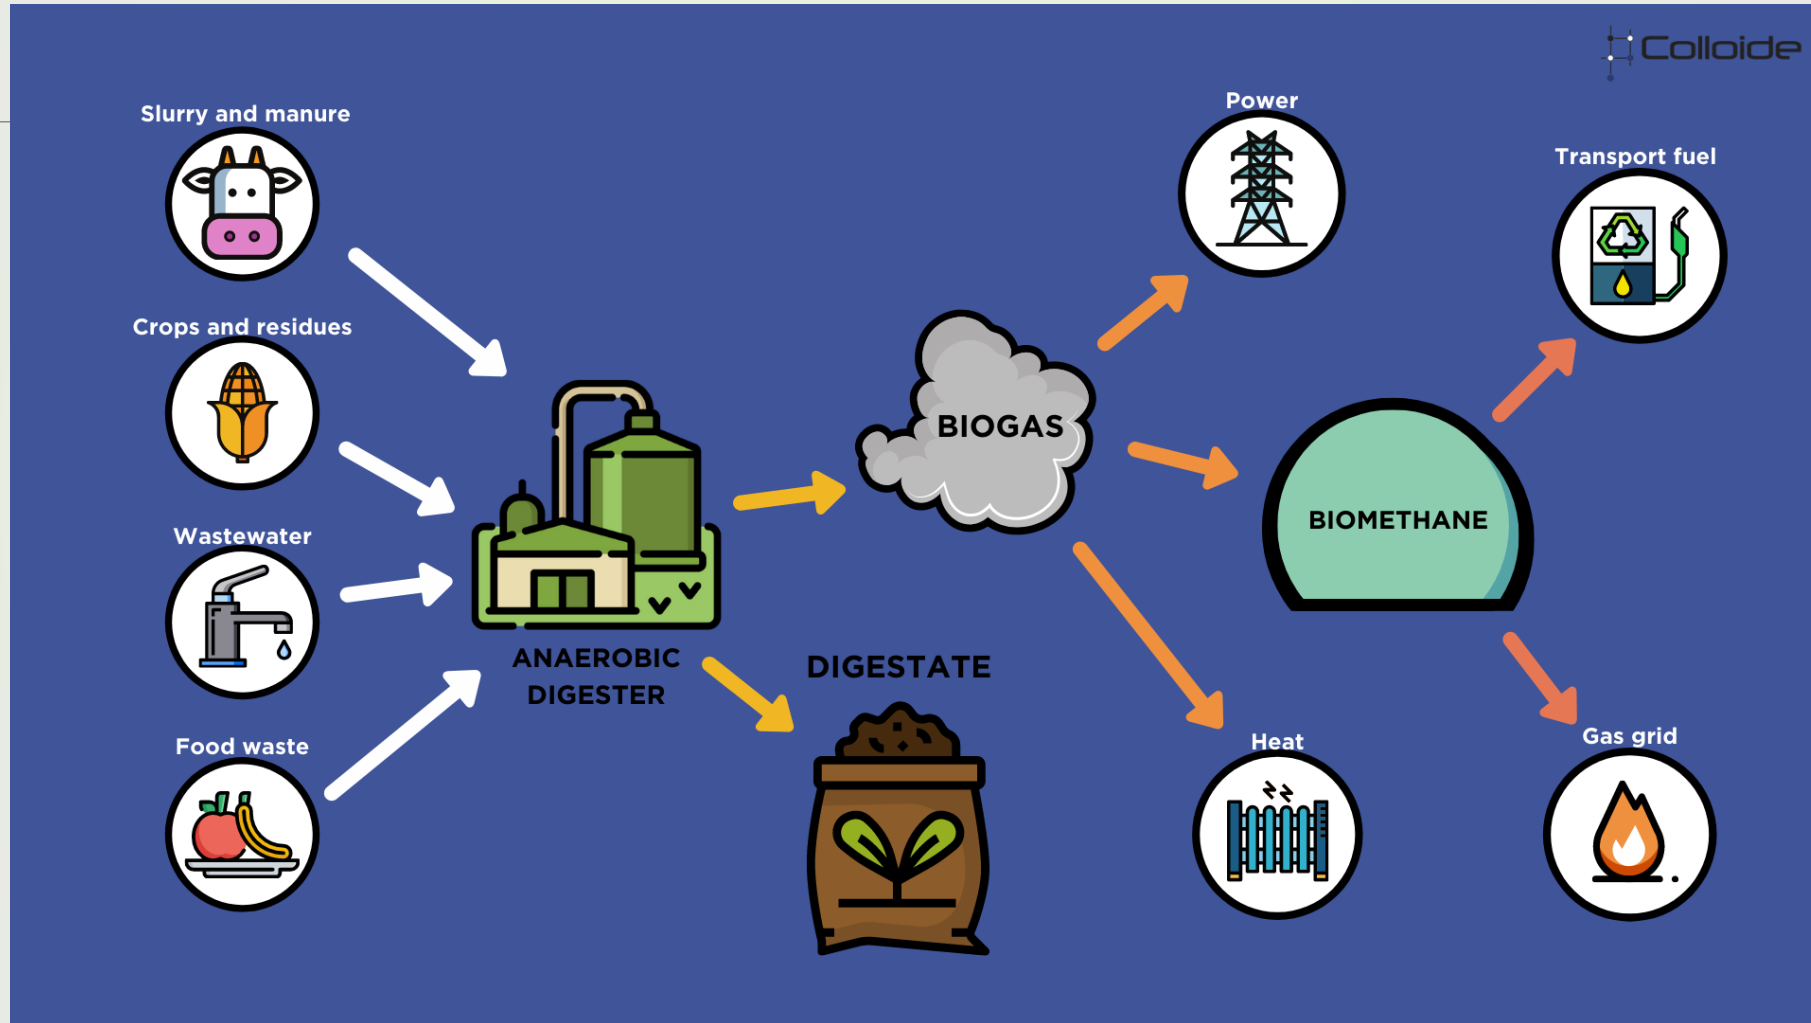 Colloide
Slurry and manure
Crops and residues
Wastewater
Food waste
ANAEROBIC
DIGESTER
BIOGAS
DIGESTATE
Power
BIOMETHANE
Heat
Transport fuel
Gas grid